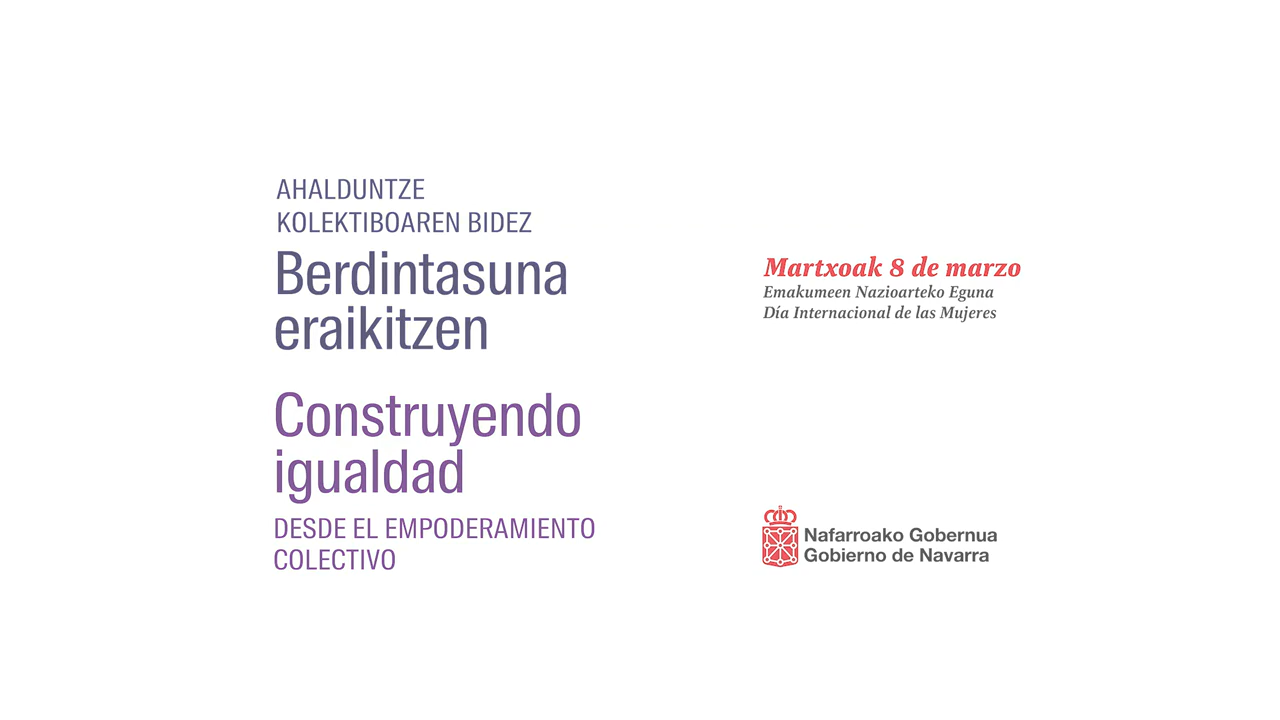 AHALDUNTZE
KOLEKTIBOAREN BIDEZ
Berdintasuna
eraikitzen
Construyendo
igualdad
DESDE EL EMPODERAMIENTO
COLECTIVO
Martxoak 8 de marzo
Emakumeen Nazioarteko Eguna
Día Internacional de las Mujeres
Nafarroako Gobernua
Gobierno de Navarra